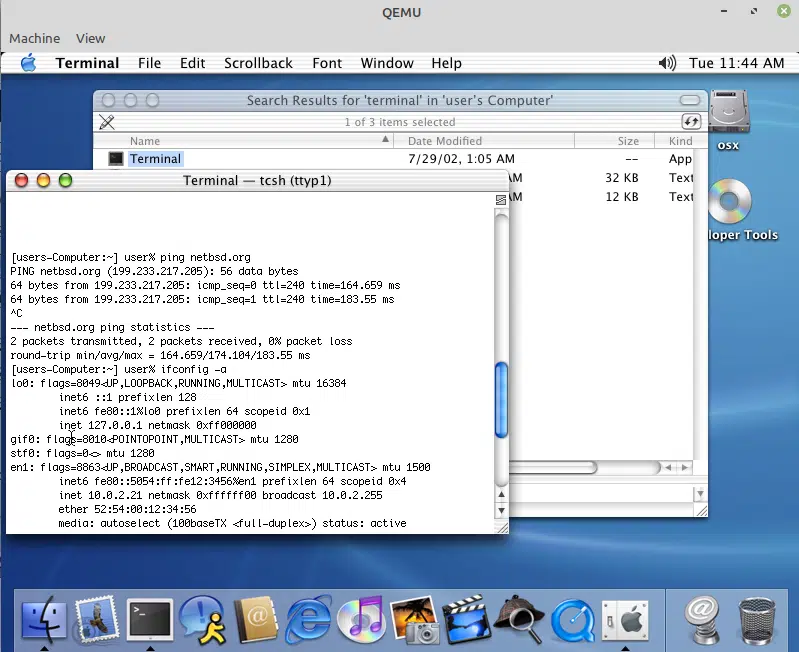 QEMU
Machine View
Terminal File Edit Scrollback Font Window Help Tue 11:44 AM
Search Results for 'terminal' in 'user's Computer'
1 of 3 items selected
Name Date Modified Size Kind
Terminal 7/29/02, 1:05 AM -- App
AM 32 KB Text
AM 12 KB Text
osx
loper Tools
Terminal — tcsh (ttyp1)
[users-Computer:~] user% ping netbsd.org
PING netbsd.org (199.233.217.205): 56 data bytes
64 bytes from 199.233.217.205: icmp_seq=0 ttl=240 time=164.659 ms
64 bytes from 199.233.217.205: icmp_seq=1 ttl=240 time=183.55 ms
^C
--- netbsd.org ping statistics ---
2 packets transmitted, 2 packets received, 0% packet loss
round-trip min/avg/max = 164.659/174.104/183.55 ms
[users-Computer:~] user% ifconfig -a
lo0: flags=8049<UP,LOOPBACK,RUNNING,MULTICAST> mtu 16384
inet6 ::1 prefixlen 128
inet6 fe80::1%lo0 prefixlen 64 scopeid 0x1
inet 127.0.0.1 netmask 0xff000000
gif0: flags=8010<POINTOPOINT,MULTICAST> mtu 1280
stf0: flags=0<> mtu 1280
en1: flags=8863<UP,BROADCAST,SMART,RUNNING,SIMPLEX,MULTICAST> mtu 1500
inet6 fe80::5054:ff:fe12:3456%en1 prefixlen 64 scopeid 0x4
inet 10.0.2.21 netmask 0xffffff00 broadcast 10.0.2.255
ether 52:54:00:12:34:56
media: autoselect (100baseTX <full-duplex>) status: active